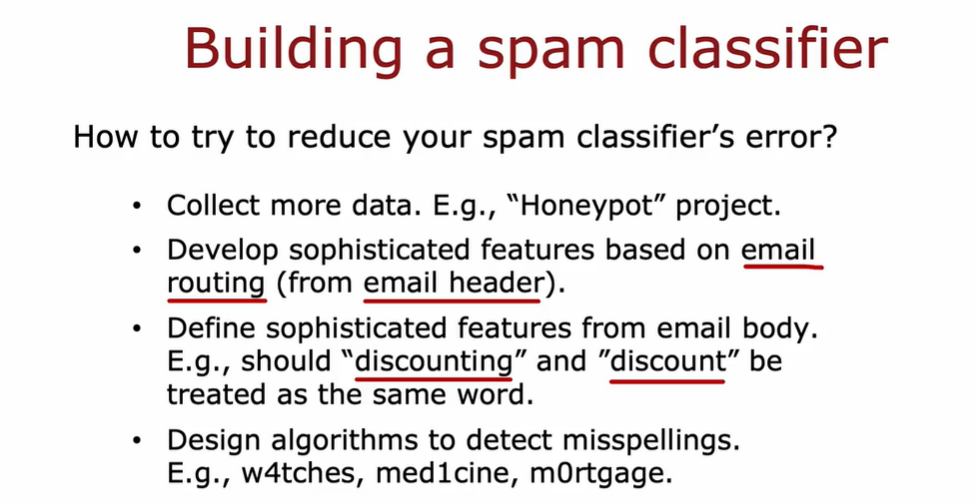 Building a spam classifier
How to try to reduce your spam classifier’s error?
• Collect more data. E.g., “Honeypot” project.
• Develop sophisticated features based on email
routing (from email header).
• Define sophisticated features from email body.
E.g., should “discounting” and ”discount” be
treated as the same word.
• Design algorithms to detect misspellings.
E.g., w4tches, med1cine, m0rtgage.